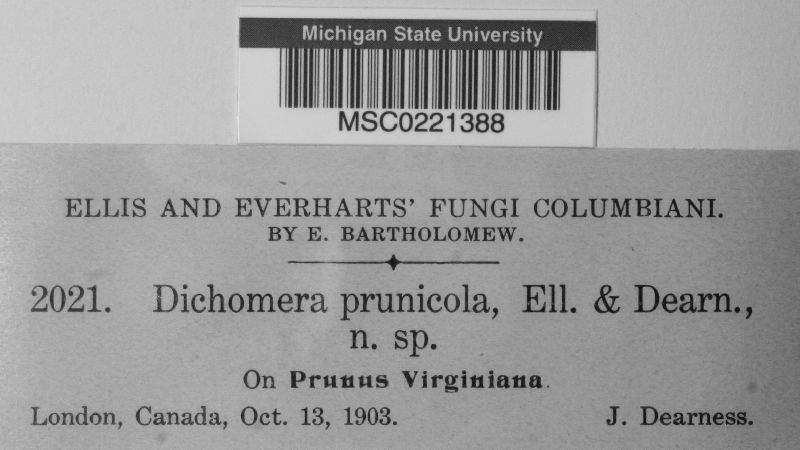 Michigan State University
MSC0221388
ELLIS AND EVERHARTS' FUNGI COLUMBIANI.
BY E. BARTHOLOMEW.
2021. Dichomera prunicola, Ell. & Dearn.,
n. sp.
On Prunus Virginiana.
London, Canada, Oct. 13, 1903. J. Dearness.